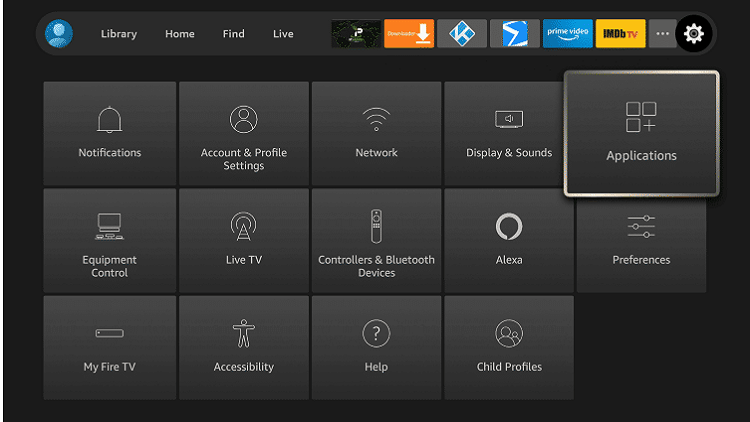 Library Home Find Live
Downloader
prime video
IMDb TV
Notifications
Account & Profile
Settings
Network
Display & Sounds
Applications
Equipment
Control
Live TV
Controllers & Bluetooth
Devices
Alexa
Preferences
My Fire TV
Accessibility
Help
Child Profiles